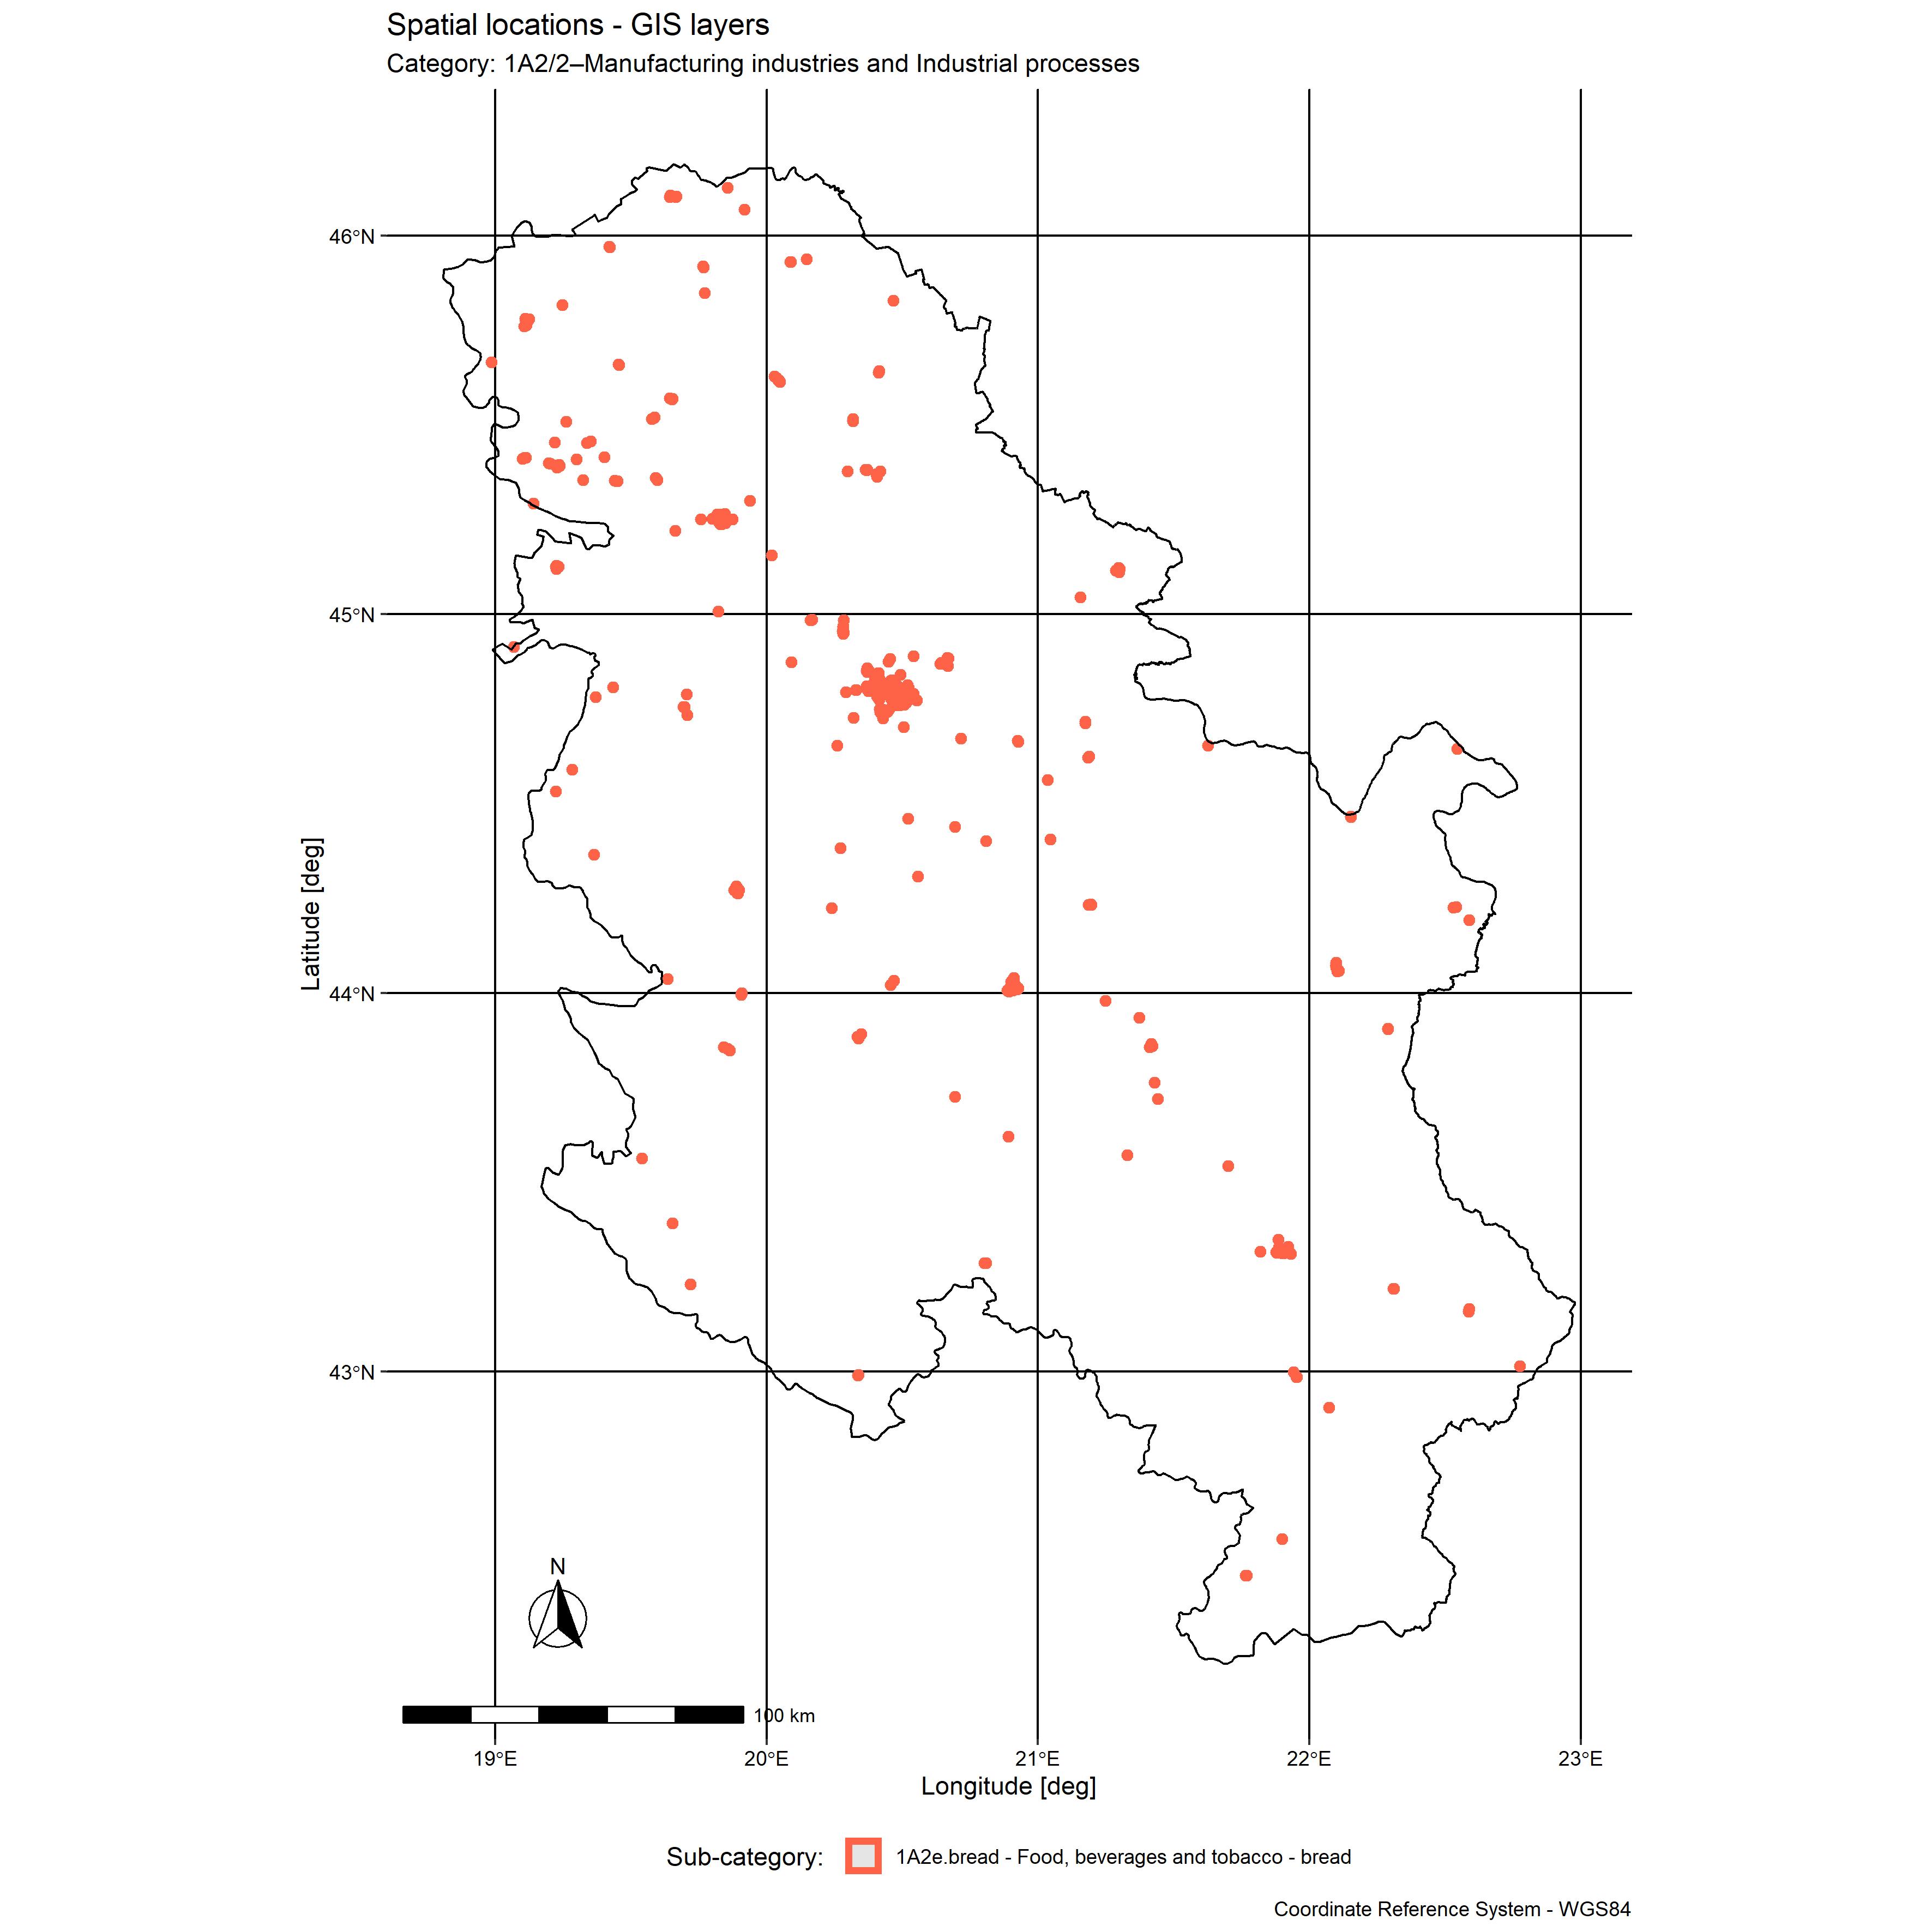 Spatial locations - GIS layers
Category: 1A2/2–Manufacturing industries and Industrial processes
46°N
45°N
44°N
43°N
Latitude [deg]
N
100 km
19°E 20°E 21°E 22°E 23°E
Longitude [deg]
Sub-category: 1A2e.bread - Food, beverages and tobacco - bread
Coordinate Reference System - WGS84